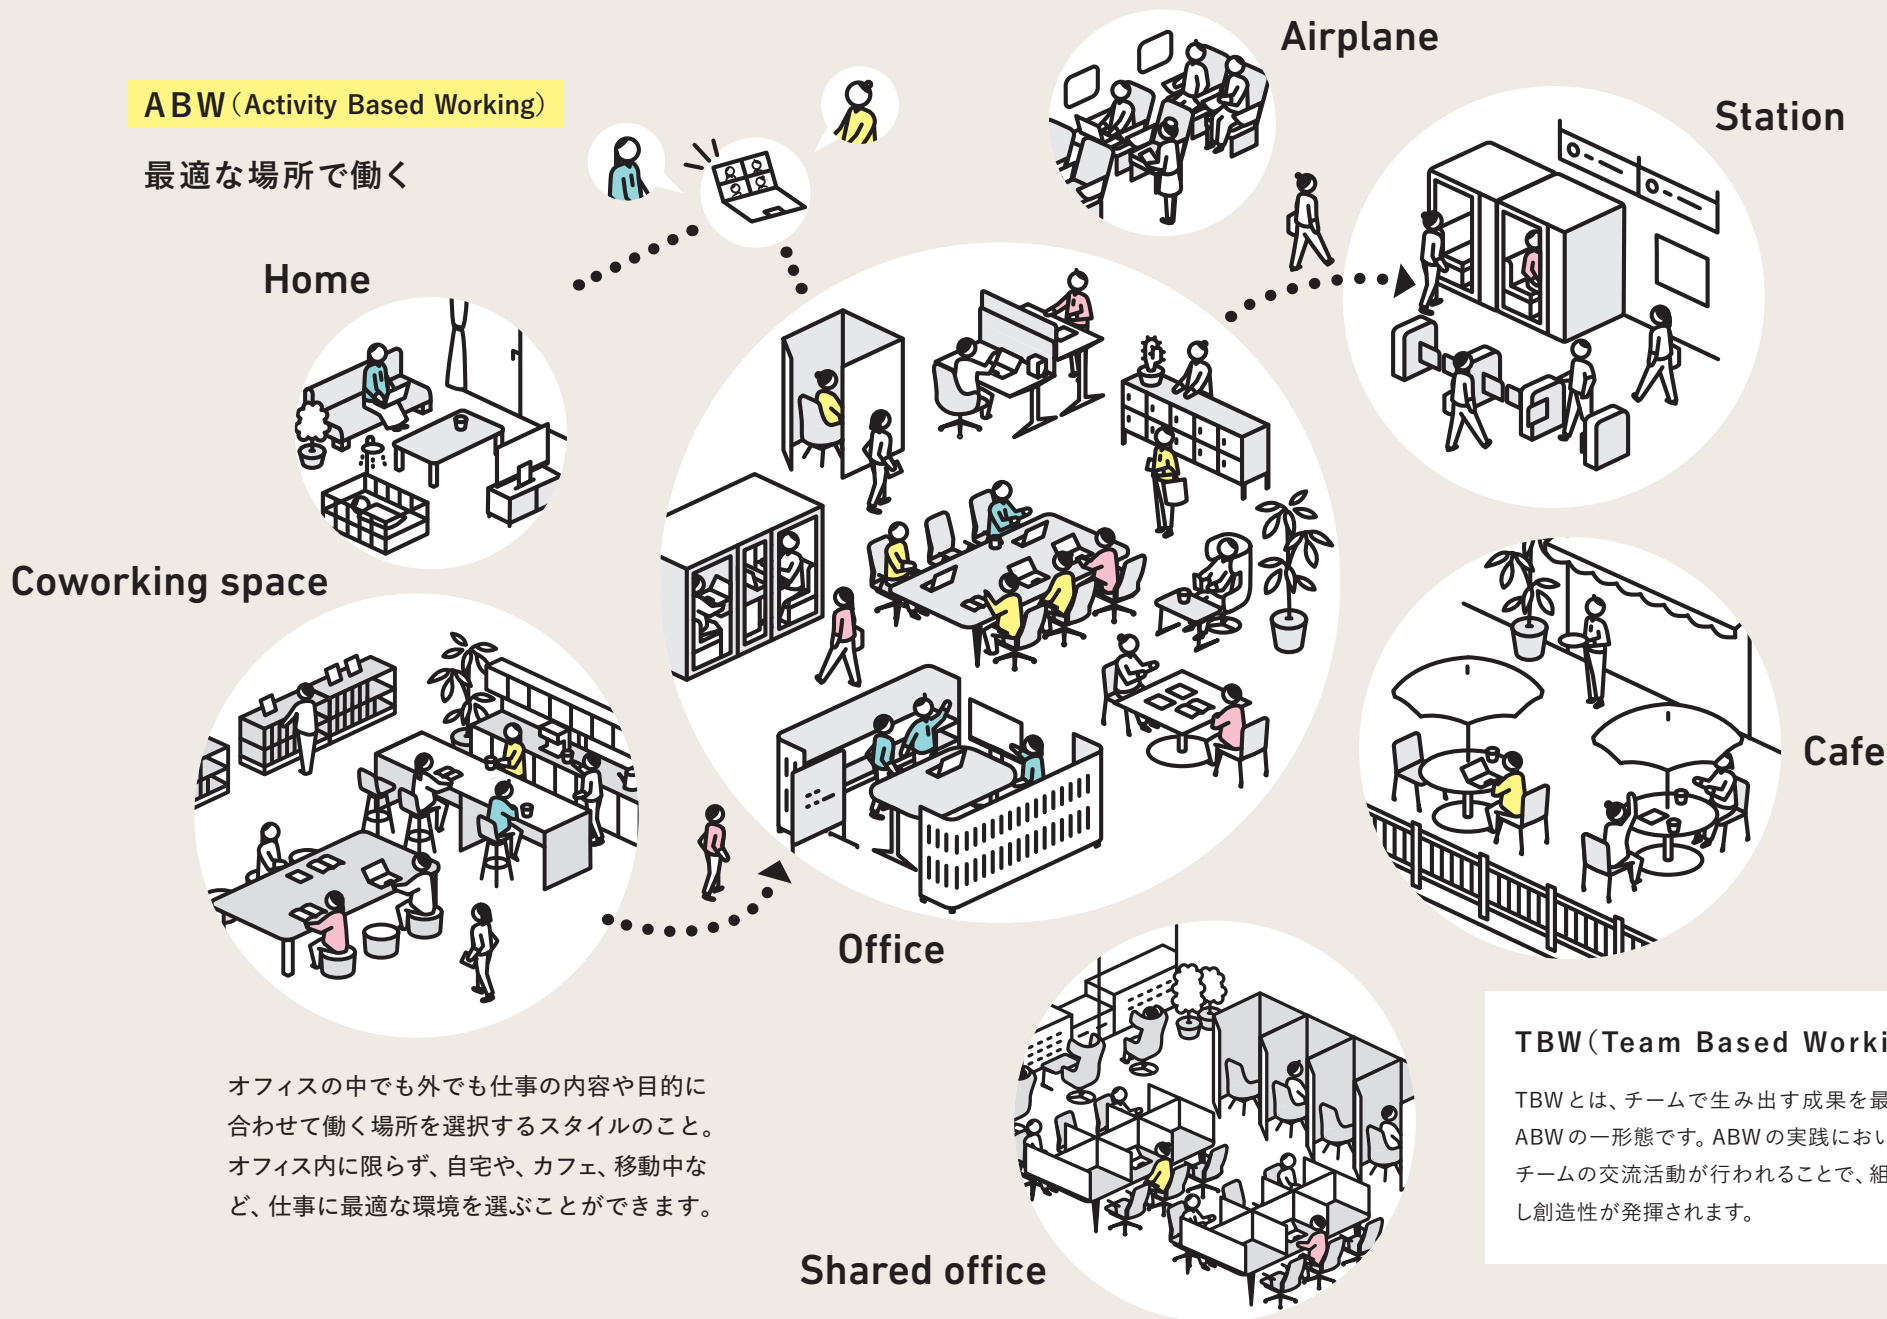 ABW(Activity Based Working)
最適な場所で働く
Airplane
Station
Home
Coworking space
Cafe
Office
Shared office
オフィスの中でも外でも仕事の内容や目的に
合わせて働く場所を選択するスタイルのこと。
オフィス内に限らず、自宅や、カフェ、移動中な
ど、仕事に最適な環境を選ぶことができます。
TBW(Team Based Worki
TBWとは、チームで生み出す成果を最
ABWの一形態です。ABWの実践におい
チームの交流活動が行われることで、組
し創造性が発揮されます。